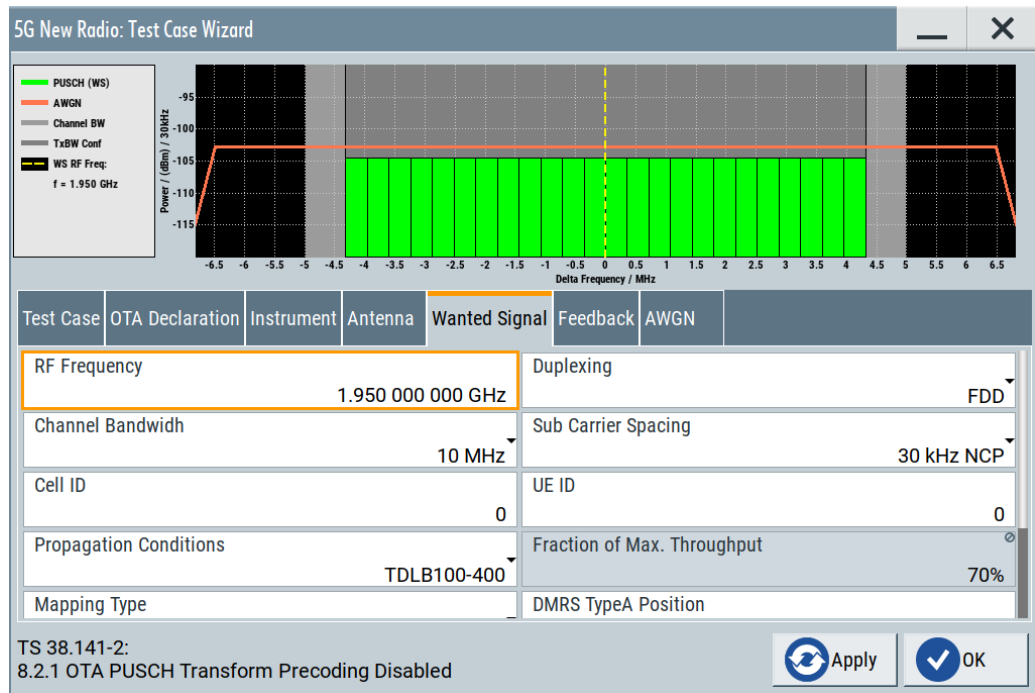 5G New Radio: Test Case Wizard
PUSCH (WS)
AWGN
Channel BW
TxBW Conf
WS RF Freq:
f = 1.950 GHz
Power / (dBm) / 30kHz
-95
-100
-105
-110
-115
-6.5 -6 -5.5 -5 -4.5 -4 -3.5 -3 -2.5 -2 -1.5 -1 -0.5 0 0.5 1 1.5 2 2.5 3 3.5 4 4.5 5 5.5 6 6.5
Delta Frequency / MHz
Test Case OTA Declaration Instrument Antenna Wanted Signal Feedback AWGN
RF Frequency Duplexing
1.950 000 000 GHz FDD
Channel Bandwidh Sub Carrier Spacing
10 MHz 30 kHz NCP
Cell ID UE ID
0 0
Propagation Conditions Fraction of Max. Throughput
TDLB100-400 70%
Mapping Type DMRS TypeA Position
TS 38.141-2:
8.2.1 OTA PUSCH Transform Precoding Disabled
Apply OK